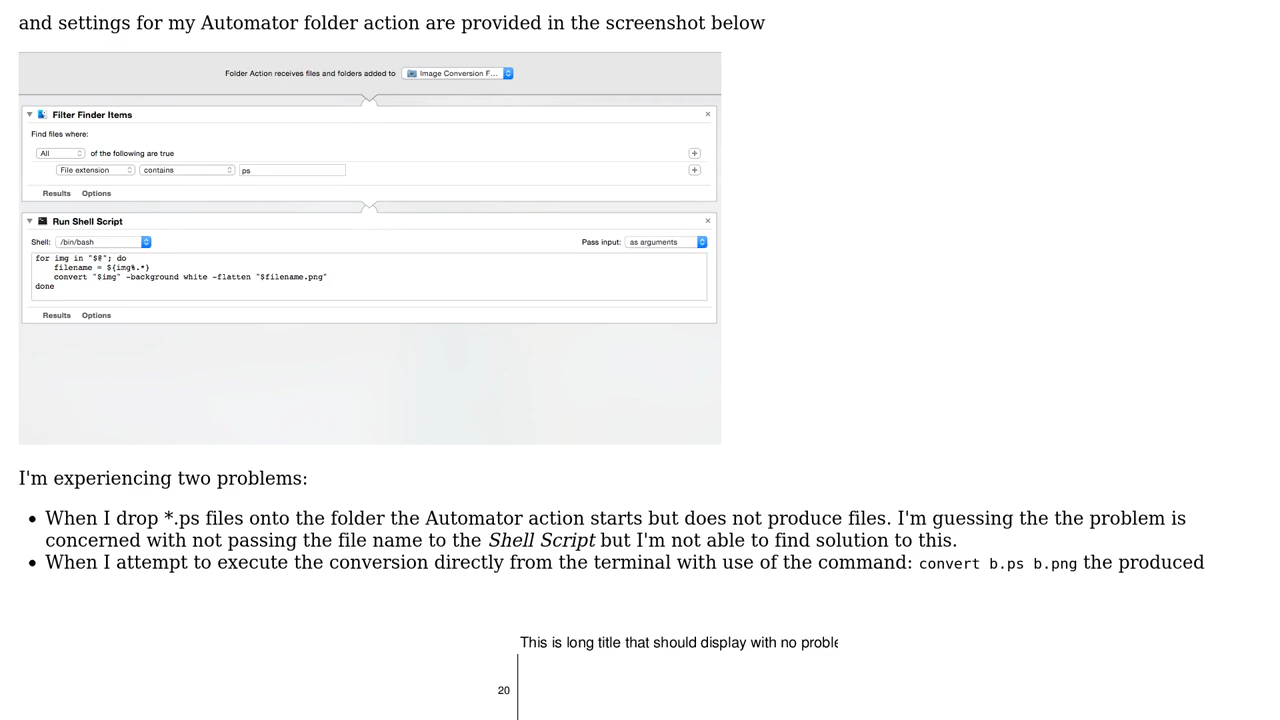 and settings for my Automator folder action are provided in the screenshot below
Folder Action receives files and folders added to Image Conversion F...
Filter Finder Items
Find files where:
All of the following are true
File extension contains ps
Results Options
Run Shell Script
Shell: /bin/bash Pass input: as arguments
for img in "$@"; do
filename = ${img%.*}
convert "$img" -background white -flatten "$filename.png"
done
Results Options
I'm experiencing two problems:
• When I drop *.ps files onto the folder the Automator action starts but does not produce files. I'm guessing the the problem is
concerned with not passing the file name to the Shell Script but I'm not able to find solution to this.
• When I attempt to execute the conversion directly from the terminal with use of the command: convert b.ps b.png the produced
This is long title that should display with no proble
20